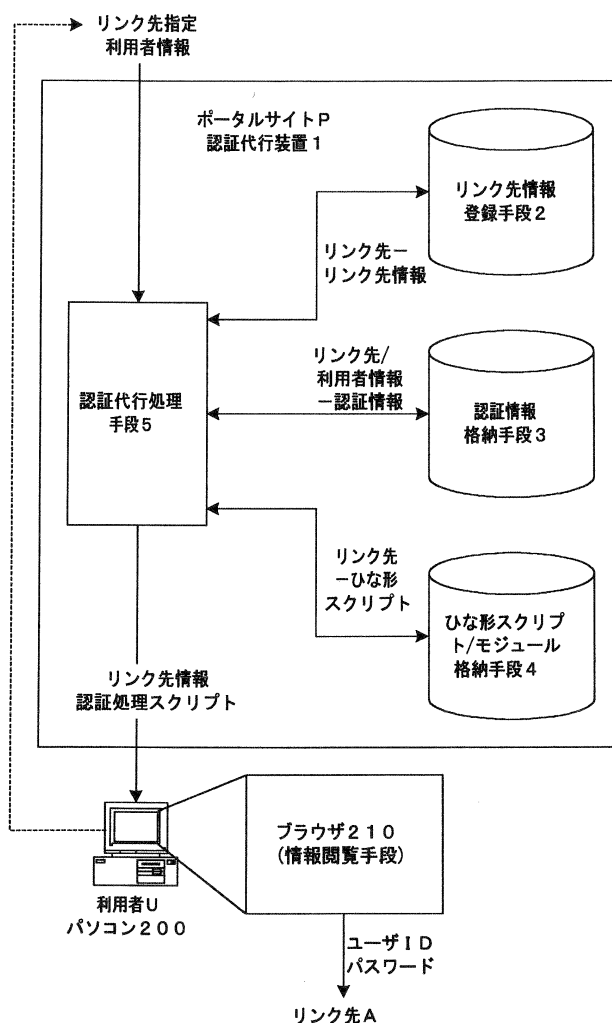 リンク先指定
利用者情報
ポータルサイトP
認証代行装置1
リンク先情報
登録手段2
リンク先ー
リンク先情報
リンク先/
利用者情報
ー認証情報
認証代行処理
手段5
認証情報
格納手段3
リンク先
ーひな形
スクリプト
ひな形スクリプ
ト/モジュール
格納手段4
リンク先情報
認証処理スクリプト
ブラウザ210
(情報閲覧手段)
利用者U
パソコン200
ユーザID
パスワード
リンク先A